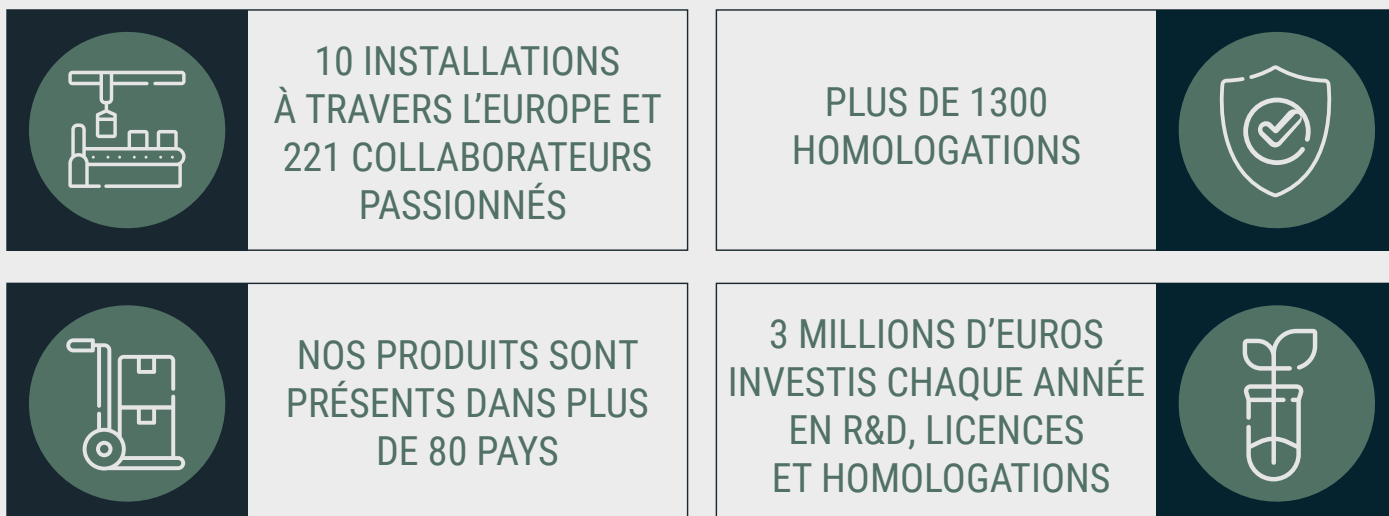 10 INSTALLATIONS
À TRAVERS L’EUROPE ET
221 COLLABORATEURS
PASSIONNÉS
PLUS DE 1300
HOMOLOGATIONS
NOS PRODUITS SONT
PRÉSENTS DANS PLUS
DE 80 PAYS
3 MILLIONS D’EUROS
INVESTIS CHAQUE ANNÉE
EN R&D, LICENCES
ET HOMOLOGATIONS